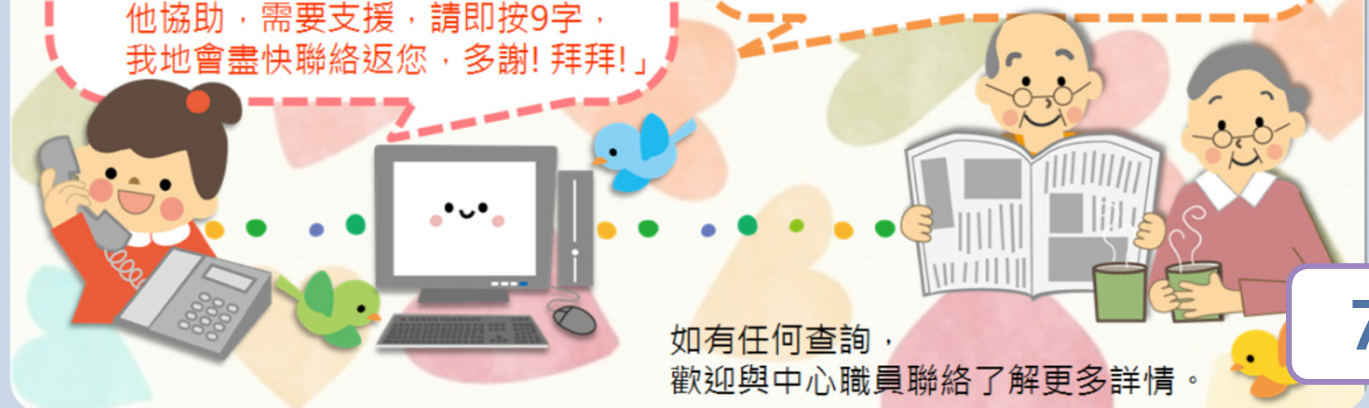 他協助，需要支援，請即按9字，
我地會盡快聯絡返您，多謝! 拜拜!」
如有任何查詢，
歡迎與中心職員聯絡了解更多詳情。
7